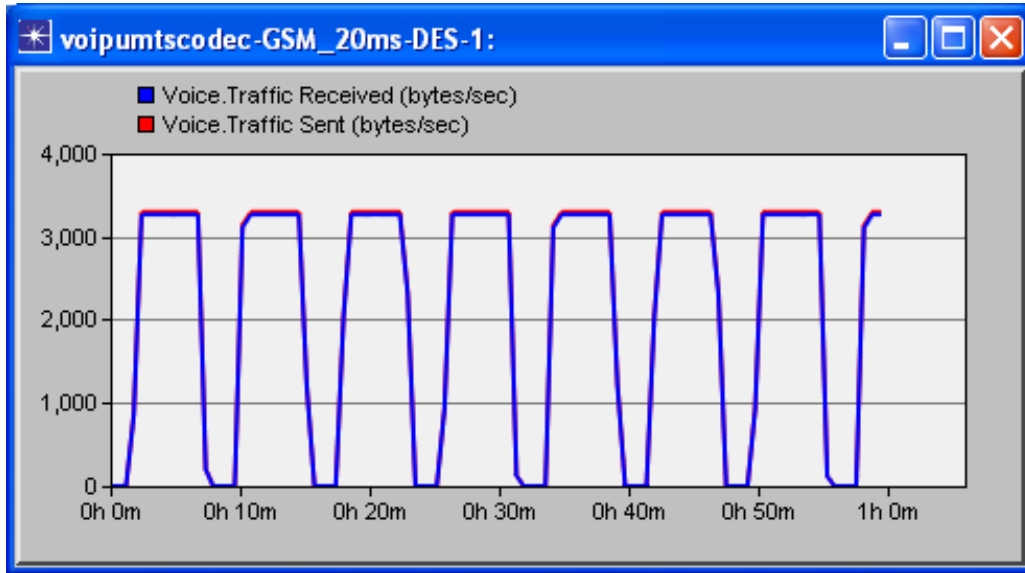 voipumtscodec-GSM_20ms-DES-1:
Voice.Traffic Received (bytes/sec)
Voice.Traffic Sent (bytes/sec)
4,000
3,000
2,000
1,000
0
0h 0m 0h 10m 0h 20m 0h 30m 0h 40m 0h 50m 1h 0m